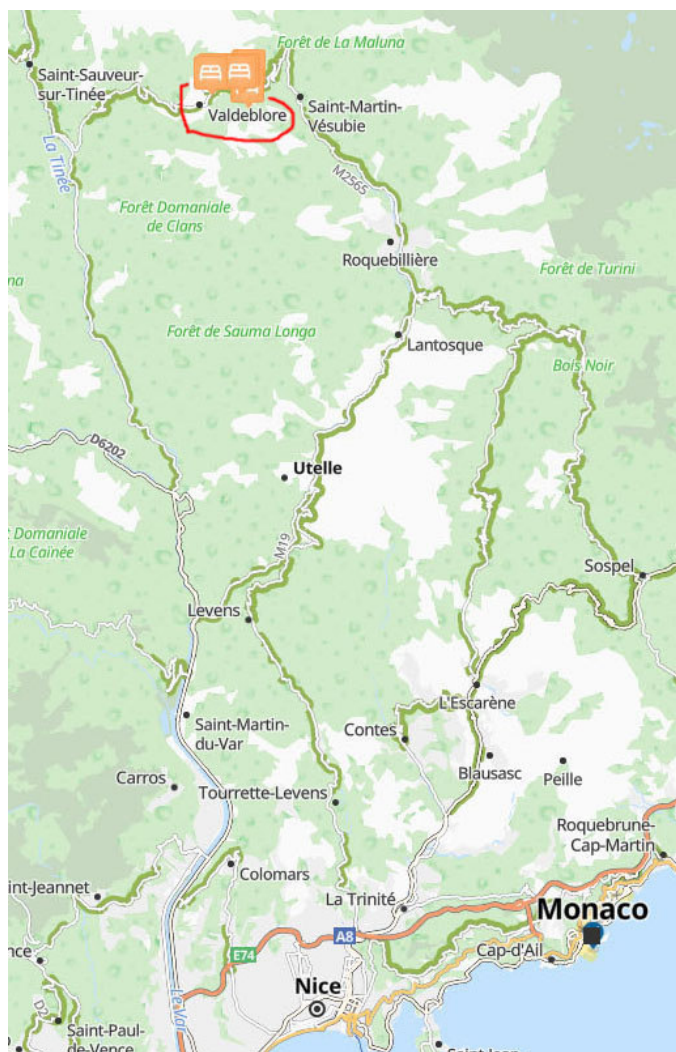 Forêt de La Maluna
Saint-Sauveur-
sur-Tinée
Valdeblore
Saint-Martin-
Vésubie
La Tinée
M2565
Forêt Domaniale
de Clans
Roquebillière
Forêt de Turini
na
Forêt de Sauma Longa
Lantosque
Bois Noir
D6202
Utelle
t Domaniale
La Cainée
M19
Sospel
Levens
L'Escarène
Saint-Martin-
du-Var
Contes
Blausasc
Peille
Carros
Tourrette-Levens
Roquebrune-
Cap-Martin
Colomars
int-Jeannet
La Trinité
Monaco
A8
E74
Cap-d'Ail
nce
Nice
Le Var
D2
Saint-Paul-
de-Vence